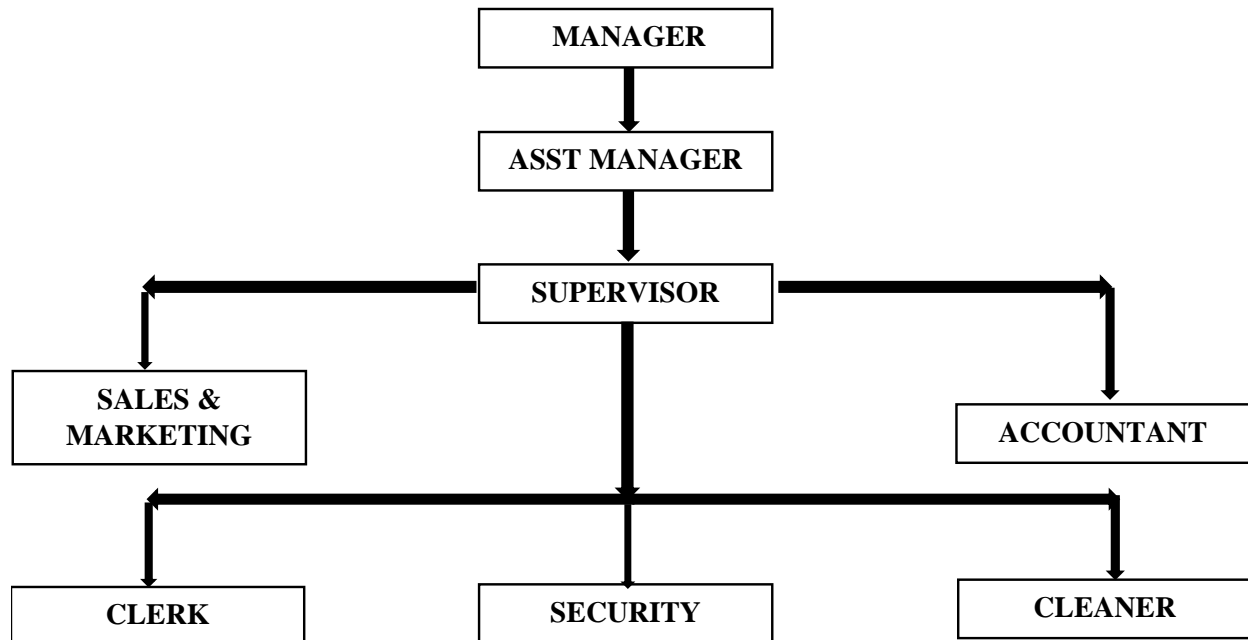 MANAGER
ASST MANAGER
SUPERVISOR
SALES &
MARKETING
ACCOUNTANT
CLERK
SECURITY
CLEANER